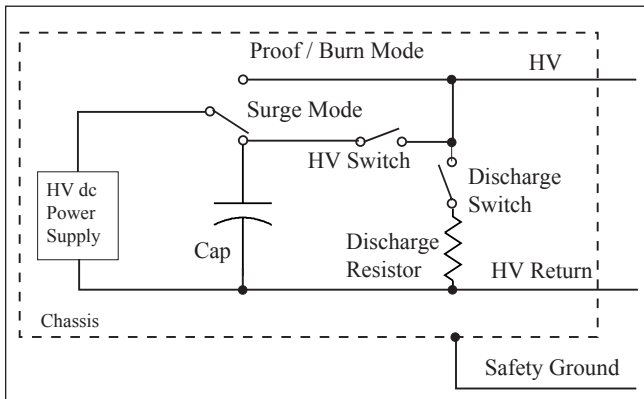 Proof / Burn Mode
HV
Surge Mode
HV Switch
HV dc
Power
Supply
Discharge
Switch
Cap
Discharge
Resistor
HV Return
Chassis
Safety Ground